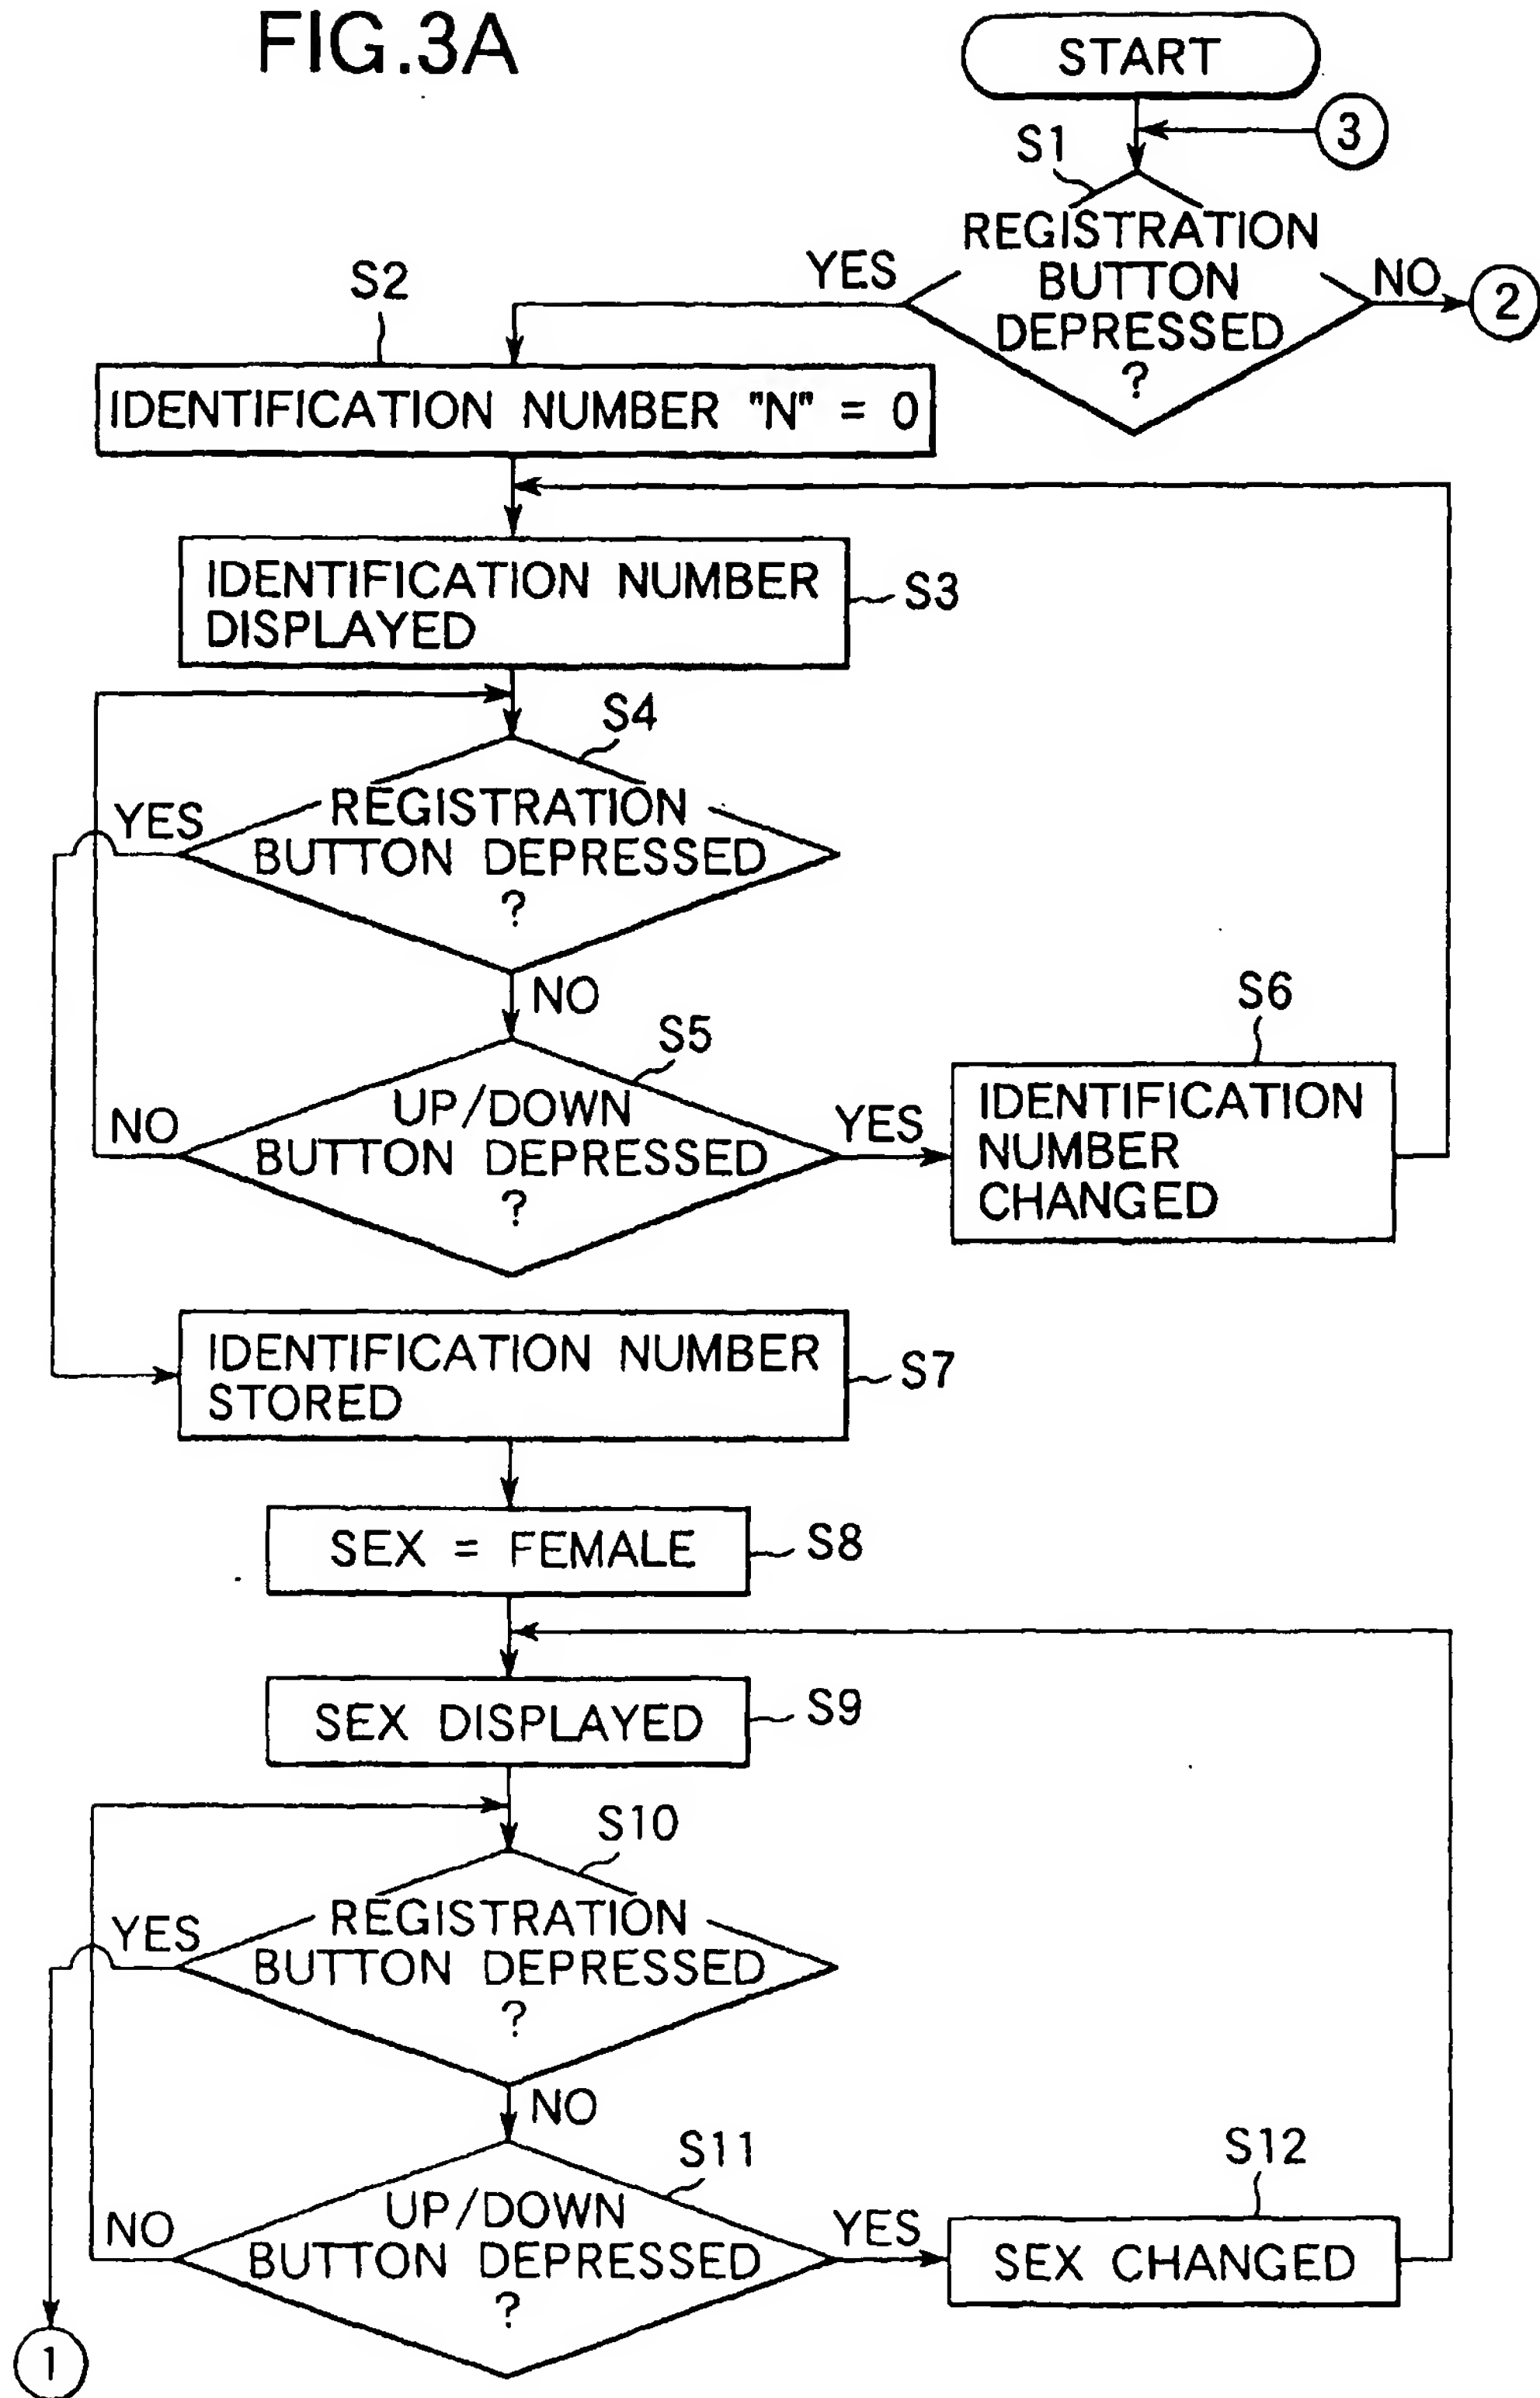 FIG.3A
START
3
S1
REGISTRATION
BUTTON
DEPRESSED
?
YES
NO
2
S2
IDENTIFICATION NUMBER "N" = 0
IDENTIFICATION NUMBER
DISPLAYED
S3
S4
REGISTRATION
BUTTON DEPRESSED
?
YES
NO
S5
UP/DOWN
BUTTON DEPRESSED
?
NO
YES
S6
IDENTIFICATION
NUMBER
CHANGED
IDENTIFICATION NUMBER
STORED
S7
SEX = FEMALE
S8
SEX DISPLAYED
S9
S10
REGISTRATION
BUTTON DEPRESSED
?
YES
NO
S11
UP/DOWN
BUTTON DEPRESSED
?
NO
YES
S12
SEX CHANGED
1